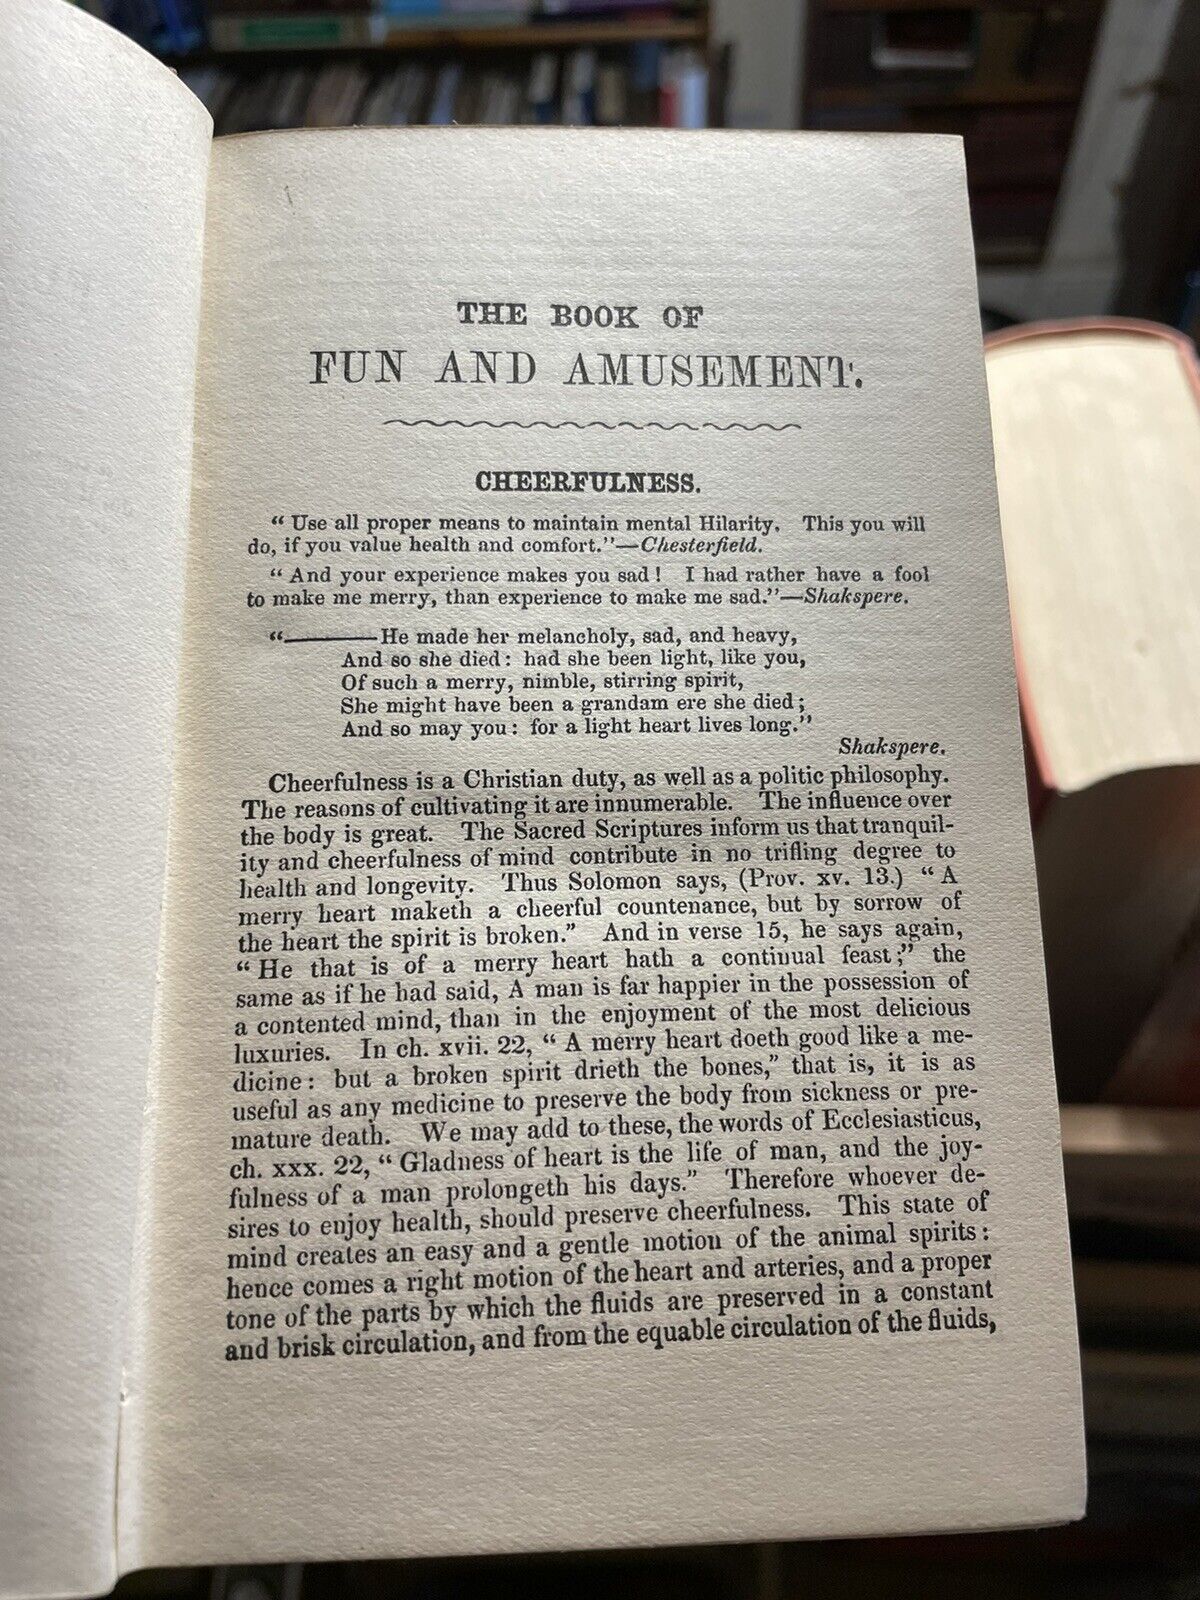 THE BOOK OF
FUN AND AMUSEMENT.
CHEERFULNESS.
" Use all proper means to maintain mental Hilarity. This you will
do, if you value health and comfort."—Chesterfield.
" And your experience makes you sad! I had rather have a fool
to make me merry, than experience to make me sad."—Shakspere.
"———He made her melancholy, sad, and heavy,
And so she died: had she been light, like you,
Of such a merry, nimble, stirring spirit,
She might have been a grandam ere she died;
And so may you: for a light heart lives long."
Shakspere.
Cheerfulness is a Christian duty, as well as a politic philosophy.
The reasons of cultivating it are innumerable. The influence over
the body is great. The Sacred Scriptures inform us that tranquil-
ity and cheerfulness of mind contribute in no trifling degree to
health and longevity. Thus Solomon says, (Prov. xv. 13.) " A
merry heart maketh a cheerful countenance, but by sorrow of
the heart the spirit is broken." And in verse 15, he says again,
" He that is of a merry heart hath a continual feast;" the
same as if he had said, A man is far happier in the possession of
a contented mind, than in the enjoyment of the most delicious
luxuries. In ch. xvii. 22, " A merry heart doeth good like a me-
dicine: but a broken spirit drieth the bones," that is, it is as
useful as any medicine to preserve the body from sickness or pre-
mature death. We may add to these, the words of Ecclesiasticus,
ch. xxx. 22, " Gladness of heart is the life of man, and the joy-
fulness of a man prolongeth his days." Therefore whoever de-
sires to enjoy health, should preserve cheerfulness. This state of
mind creates an easy and a gentle motion of the animal spirits:
hence comes a right motion of the heart and arteries, and a proper
tone of the parts by which the fluids are preserved in a constant
and brisk circulation, and from the equable circulation of the fluids,